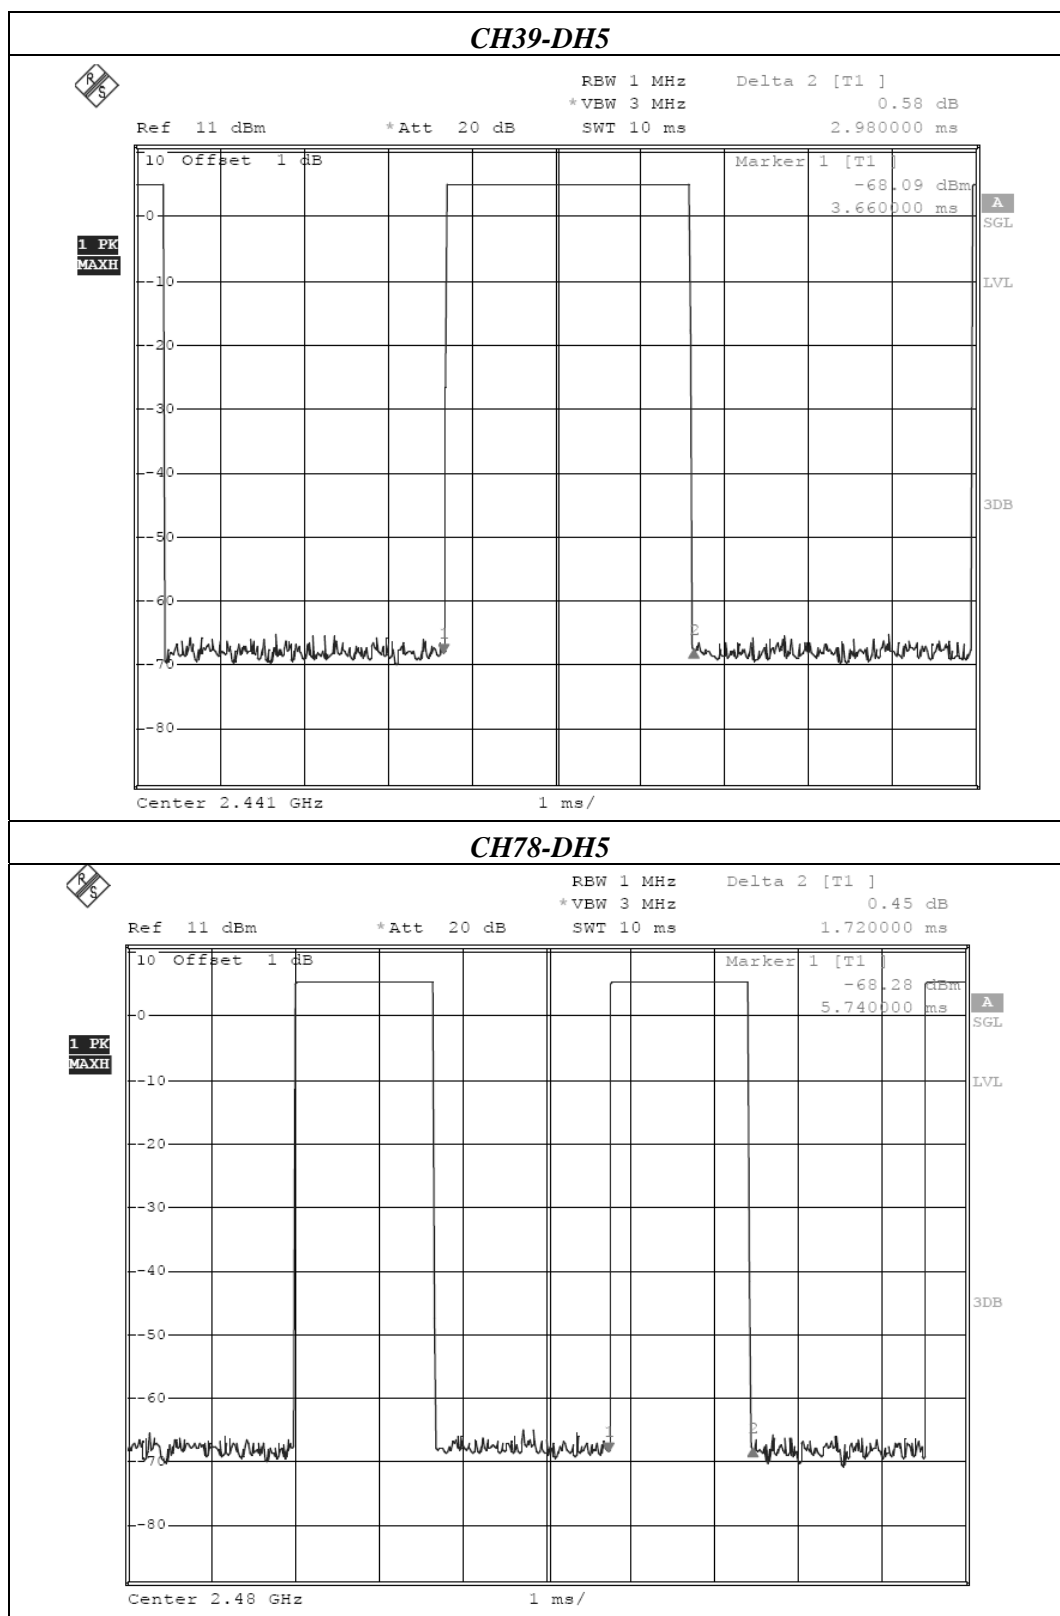 CH39-DH5
R S
RBW 1 MHz Delta 2 [T1 ]
*VBW 3 MHz 0.58 dB
Ref 11 dBm *Att 20 dB SWT 10 ms 2.980000 ms
10 Offset 1 dB Marker 1 [T1 ]
-68.09 dBm
3.660000 ms A
0
SGL
1 PK
MAXH
-10 LVL
-20
-30
-40
3DB
-50
-60
1 2
-70
-80
Center 2.441 GHz 1 ms/
CH78-DH5
R S
RBW 1 MHz Delta 2 [T1 ]
*VBW 3 MHz 0.45 dB
Ref 11 dBm *Att 20 dB SWT 10 ms 1.720000 ms
10 Offset 1 dB Marker 1 [T1 ]
-68.28 dBm
5.740000 ms A
0
SGL
1 PK
MAXH
-10 LVL
-20
-30
-40
3DB
-50
-60
1 2
-70
-80
Center 2.48 GHz 1 ms/